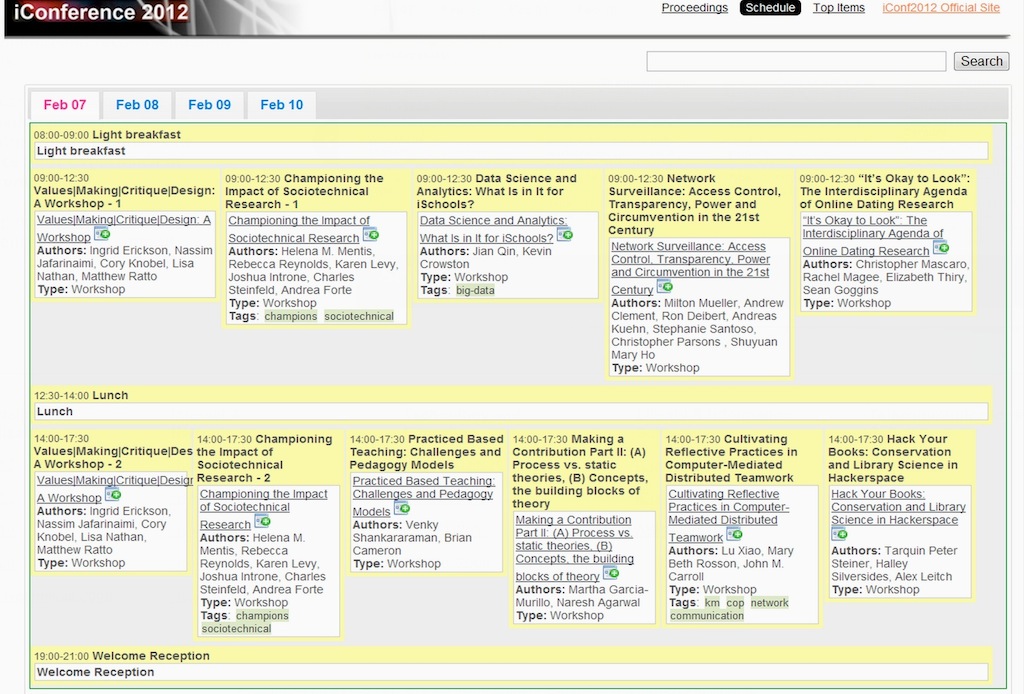 iConference 2012
Proceedings Schedule Top Items iConf2012 Official Site
Search
Feb 07 Feb 08 Feb 09 Feb 10
08:00-09:00 Light breakfast
Light breakfast
09:00-12:30
Values|Making|Critique|Design:
A Workshop - 1
Values|Making|Critique|Design: A
Workshop
Authors: Ingrid Erickson, Nassim
Jafarinaimi, Cory Knobel, Lisa
Nathan, Matthew Ratto
Type: Workshop
09:00-12:30 Championing the
Impact of Sociotechnical
Research - 1
Championing the Impact of
Sociotechnical Research
Authors: Helena M. Mentis,
Rebecca Reynolds, Karen Levy,
Joshua Introne, Charles
Steinfeld, Andrea Forte
Type: Workshop
Tags: champions sociotechnical
09:00-12:30 Data Science and
Analytics: What Is in It for
iSchools?
Data Science and Analytics:
What Is in It for iSchools?
Authors: Jian Qin, Kevin
Crowston
Type: Workshop
Tags: big-data
09:00-12:30 Network
Surveillance: Access Control,
Transparency, Power and
Circumvention in the 21st
Century
Network Surveillance: Access
Control, Transparency, Power
and Circumvention in the 21st
Century
Authors: Milton Mueller, Andrew
Clement, Ron Deibert, Andreas
Kuehn, Stephanie Santoso,
Christopher Parsons , Shuyuan
Mary Ho
Type: Workshop
09:00-12:30 “It’s Okay to Look”:
The Interdisciplinary Agenda
of Online Dating Research
“It’s Okay to Look”: The
Interdisciplinary Agenda of
Online Dating Research
Authors: Christopher Mascaro,
Rachel Magee, Elizabeth Thiry,
Sean Goggins
Type: Workshop
12:30-14:00 Lunch
Lunch
14:00-17:30
Values|Making|Critique|Des
A Workshop - 2
Values|Making|Critique|Design
A Workshop
Authors: Ingrid Erickson,
Nassim Jafarinaimi, Cory
Knobel, Lisa Nathan,
Matthew Ratto
Type: Workshop
14:00-17:30 Championing
the Impact of
Sociotechnical
Research - 2
Championing the Impact
of Sociotechnical
Research
Authors: Helena M.
Mentis, Rebecca
Reynolds, Karen Levy,
Joshua Introne, Charles
Steinfeld, Andrea Forte
Type: Workshop
Tags: champions
sociotechnical
14:00-17:30 Practiced Based
Teaching: Challenges and
Pedagogy Models
Practiced Based Teaching:
Challenges and Pedagogy
Models
Authors: Venky
Shankararaman, Brian
Cameron
Type: Workshop
14:00-17:30 Making a
Contribution Part II: (A)
Process vs. static
theories, (B) Concepts,
the building blocks of
theory
Making a Contribution
Part II: (A) Process vs.
static theories, (B)
Concepts, the building
blocks of theory
Authors: Martha Garcia-
Murillo, Naresh Agarwal
Type: Workshop
14:00-17:30 Cultivating
Reflective Practices in
Computer-Mediated
Distributed Teamwork
Cultivating Reflective
Practices in Computer-
Mediated Distributed
Teamwork
Authors: Lu Xiao, Mary
Beth Rosson, John M.
Carroll
Type: Workshop
Tags: km cop network
communication
14:00-17:30 Hack Your
Books: Conservation
and Library Science in
Hackerspace
Hack Your Books:
Conservation and Library
Science in Hackerspace
Authors: Tarquin Peter
Steiner, Halley
Silversides, Alex Leitch
Type: Workshop
19:00-21:00 Welcome Reception
Welcome Reception